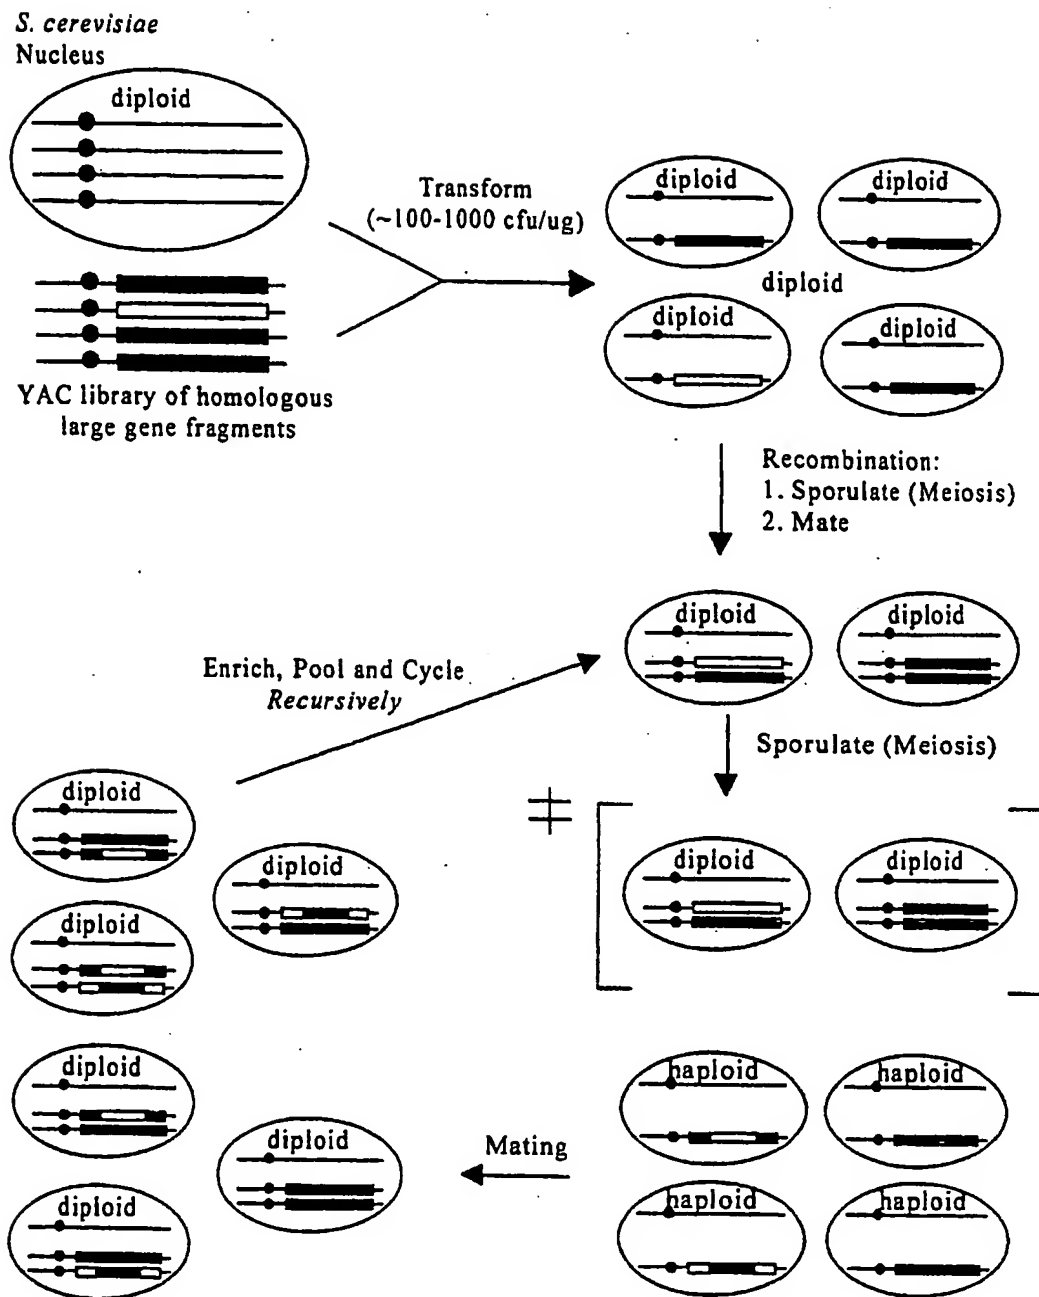 S. cerevisiae
Nucleus
diploid
Transform
(~100-1000 cfu/ug)
YAC library of homologous
large gene fragments
diploid
diploid
diploid
diploid
diploid
Recombination:
1. Sporulate (Meiosis)
2. Mate
diploid
diploid
Enrich, Pool and Cycle
Recursively
Sporulate (Meiosis)
diploid
diploid
diploid
diploid
diploid
diploid
diploid
diploid
diploid
Mating
haploid
haploid
haploid
haploid